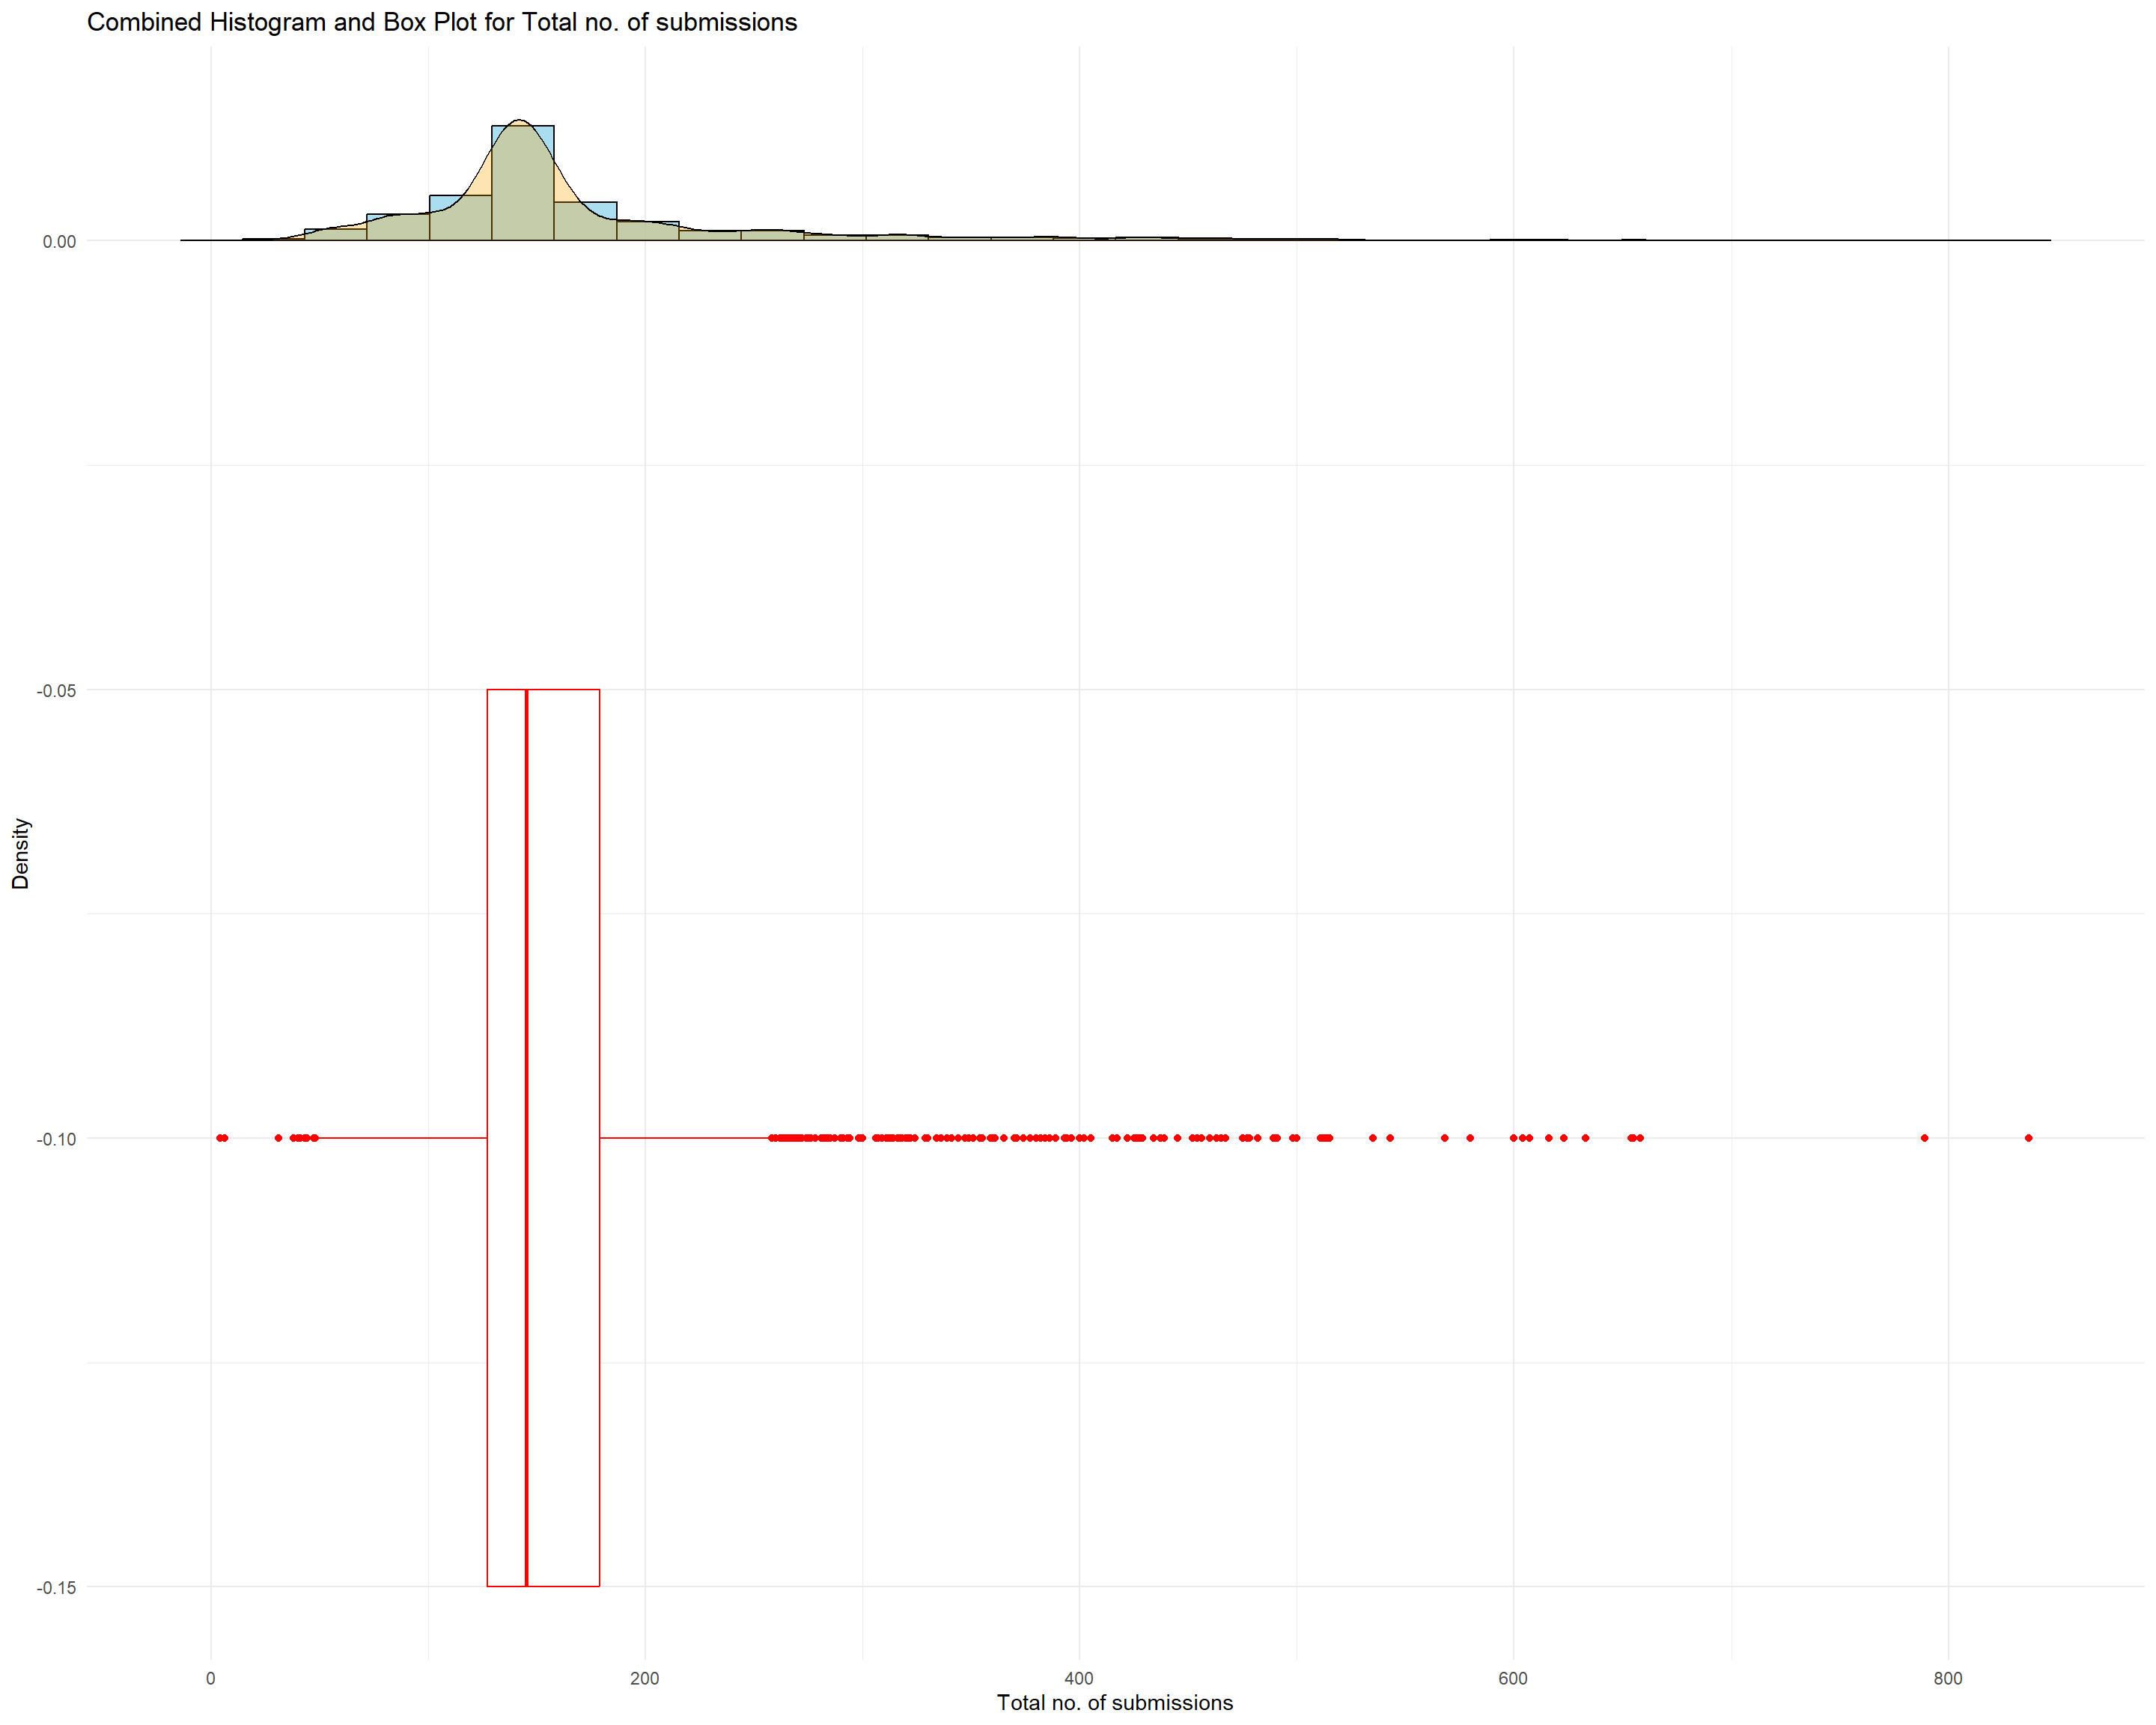 Combined Histogram and Box Plot for Total no. of submissions
0.00
-0.05
Density
-0.10
-0.15
0 200 400 600 800
Total no. of submissions